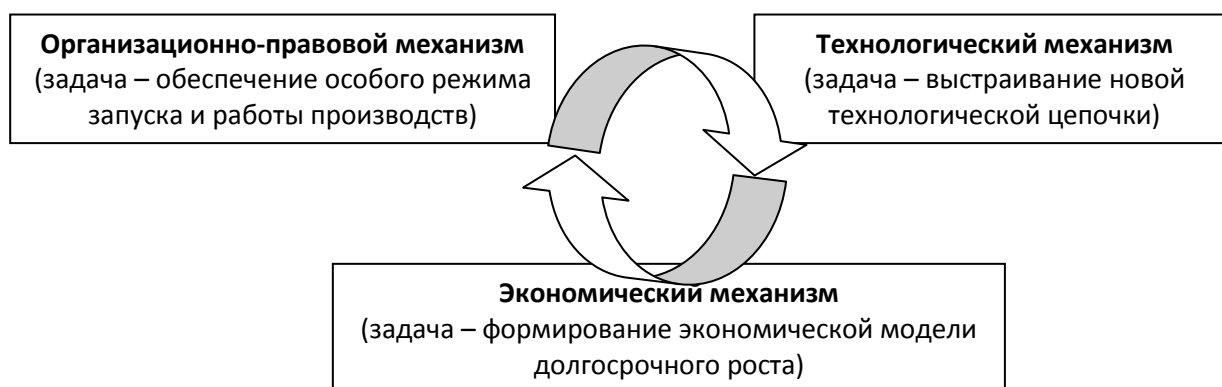 Организационно-правовой механизм
(задача – обеспечение особого режима
запуска и работы производств)
Технологический механизм
(задача – выстраивание новой
технологической цепочки)
Экономический механизм
(задача – формирование экономической модели
долгосрочного роста)